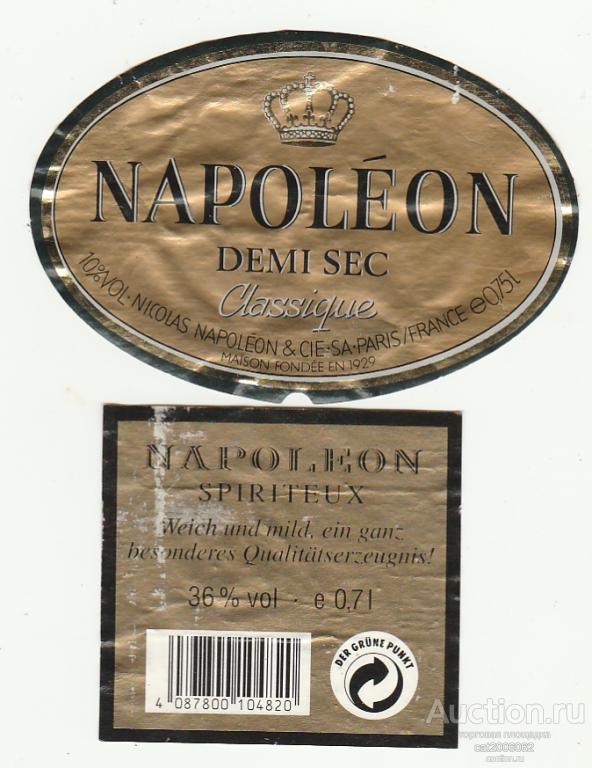 NAPOLÉON
DEMI SEC
Classique
10%VOL·NICOLAS NAPOLÉON & CIE·SA·PARIS/FRANCE e0,75l
MAISON FONDÉE EN 1929
NAPOLEON
SPIRITEUX
Weich und mild, ein ganz
besonderes Qualitätserzeugnis!
36% vol · e 0,7 l
DER GRÜNE PUNKT
4 087800 104820
Auction.ru
торговая площадка
cat2006062
auction.ru